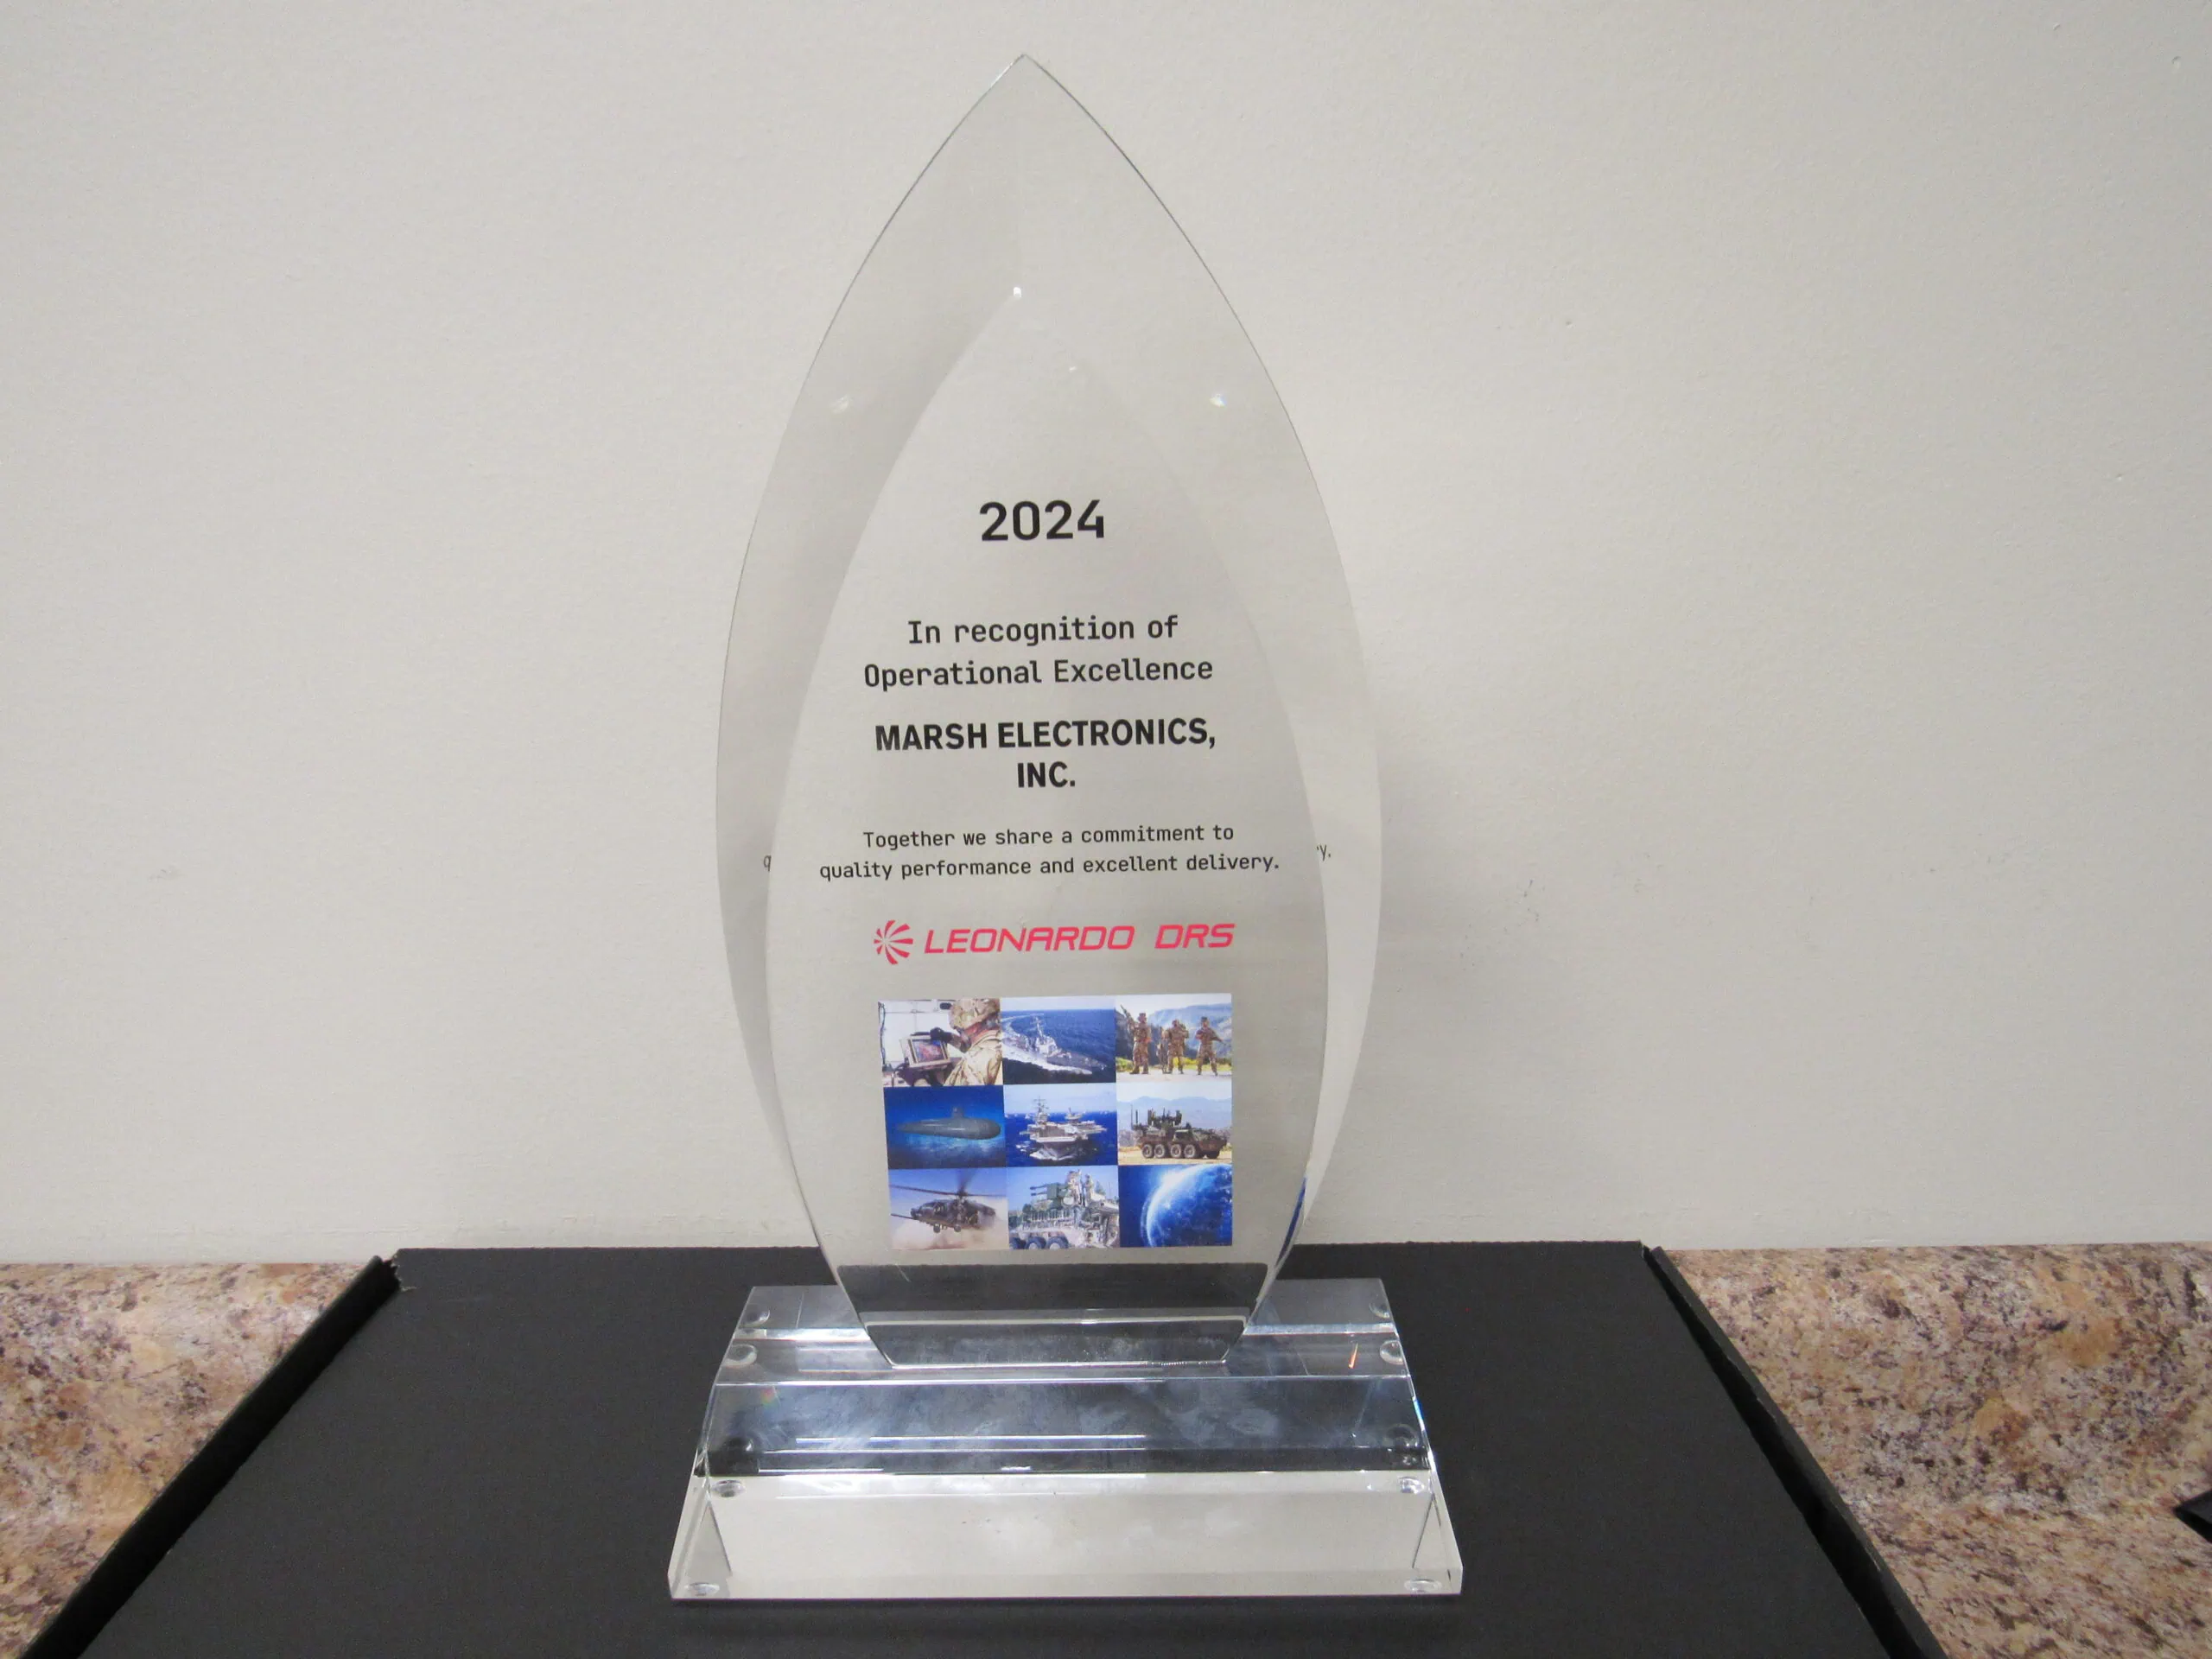 2024
In recognition of
Operational Excellence
MARSH ELECTRONICS,
INC.
Together we share a commitment to
quality performance and excellent delivery.
LEONARDO DRS